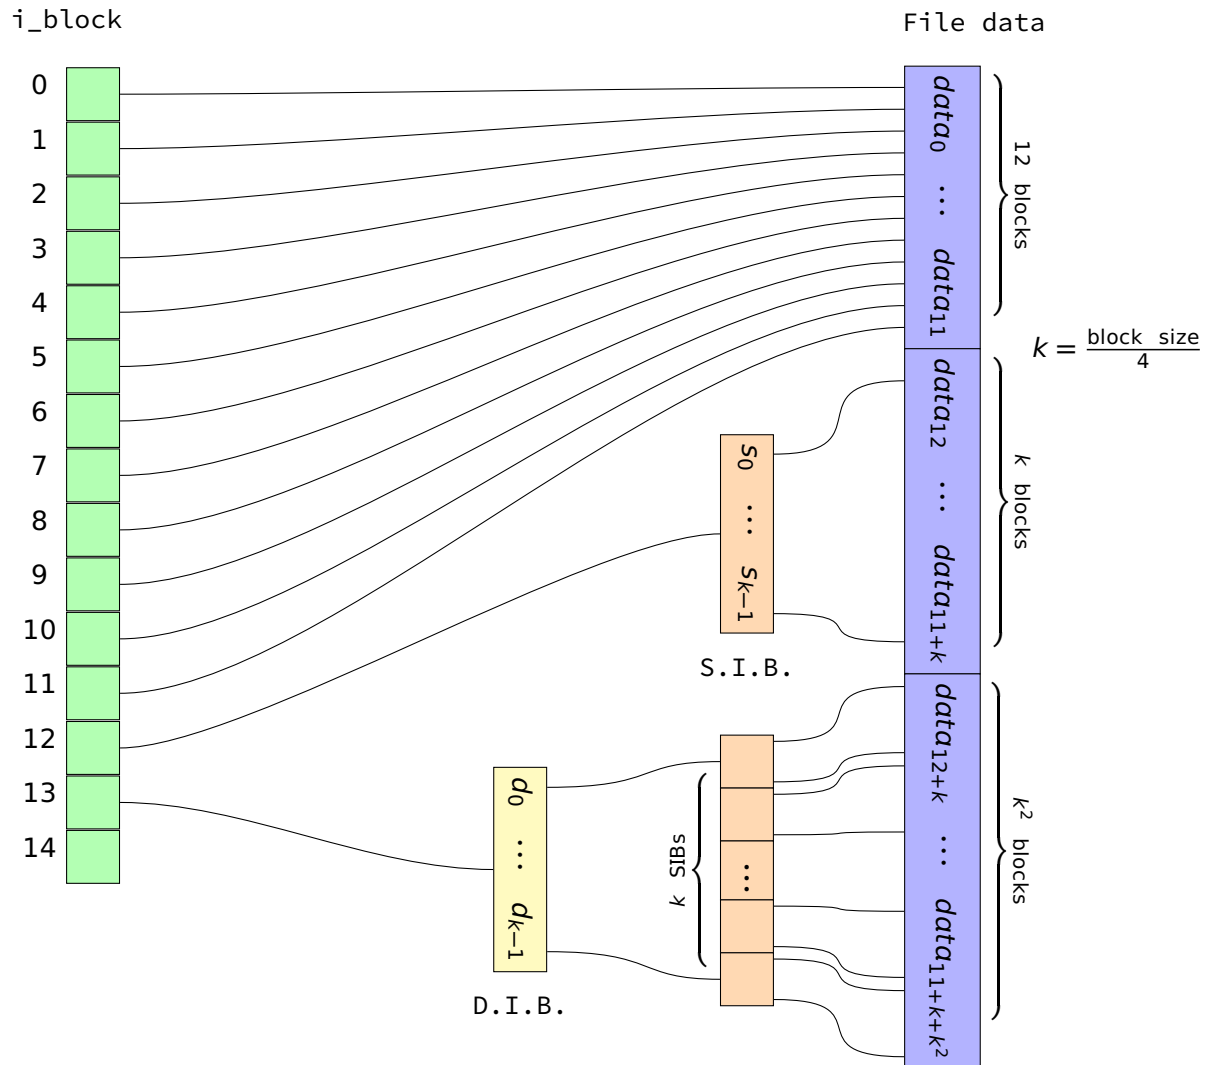 i_block
File data
0
1
2
3
4
5
6
7
8
9
10
11
12
13
14
data₀
⋯
data₁₁
12 blocks
k = block size / 4
data₁₂
⋯
data₁₁₊ₖ
k blocks
s₀ ⋯ sₖ₋₁
S.I.B.
d₀ ⋯ dₖ₋₁
D.I.B.
k SIBs
⋯
data₁₂₊ₖ
⋯
data_{11+k+k²}
k² blocks